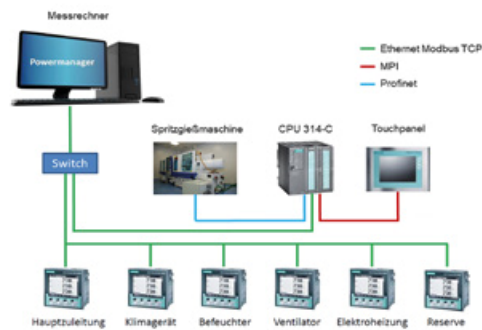 Messrechner
Powermanager
Ethernet Modbus TCP
MPI
Profinet
Switch
Spritzgießmaschine
CPU 314-C
Touchpanel
Hauptzuleitung
Klimagerät
Befeuchter
Ventilator
Elektroheizung
Reserve